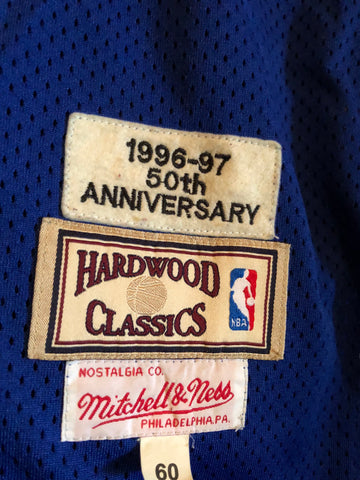 1996-97
50th
ANNIVERSARY
HARDWOOD
CLASSICS
NBA
NOSTALGIA CO.
Mitchell & Ness
PHILADELPHIA, PA.
60